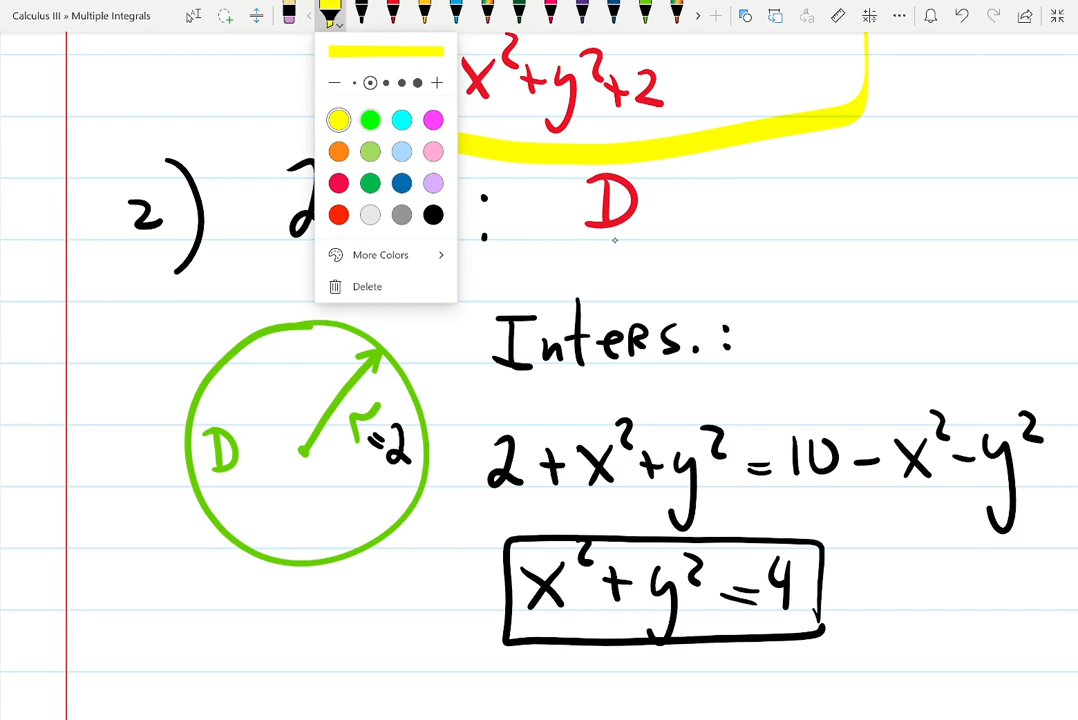 Calculus III » Multiple Integrals
x²+y²+2
2) 2 : D
More Colors
Delete
Inters.:
D r=2
2+x²+y²=10-x²-y²
x²+y²=4